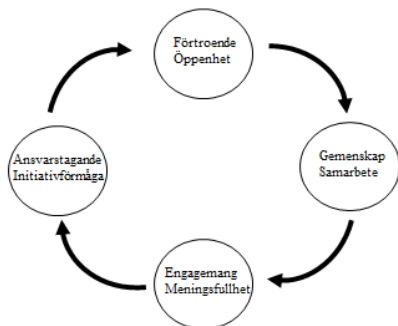 Förtroende
Öppenhet
Gemenskap
Samarbete
Engagemang
Meningsfullhet
Ansvarstagande
Initiativförmåga